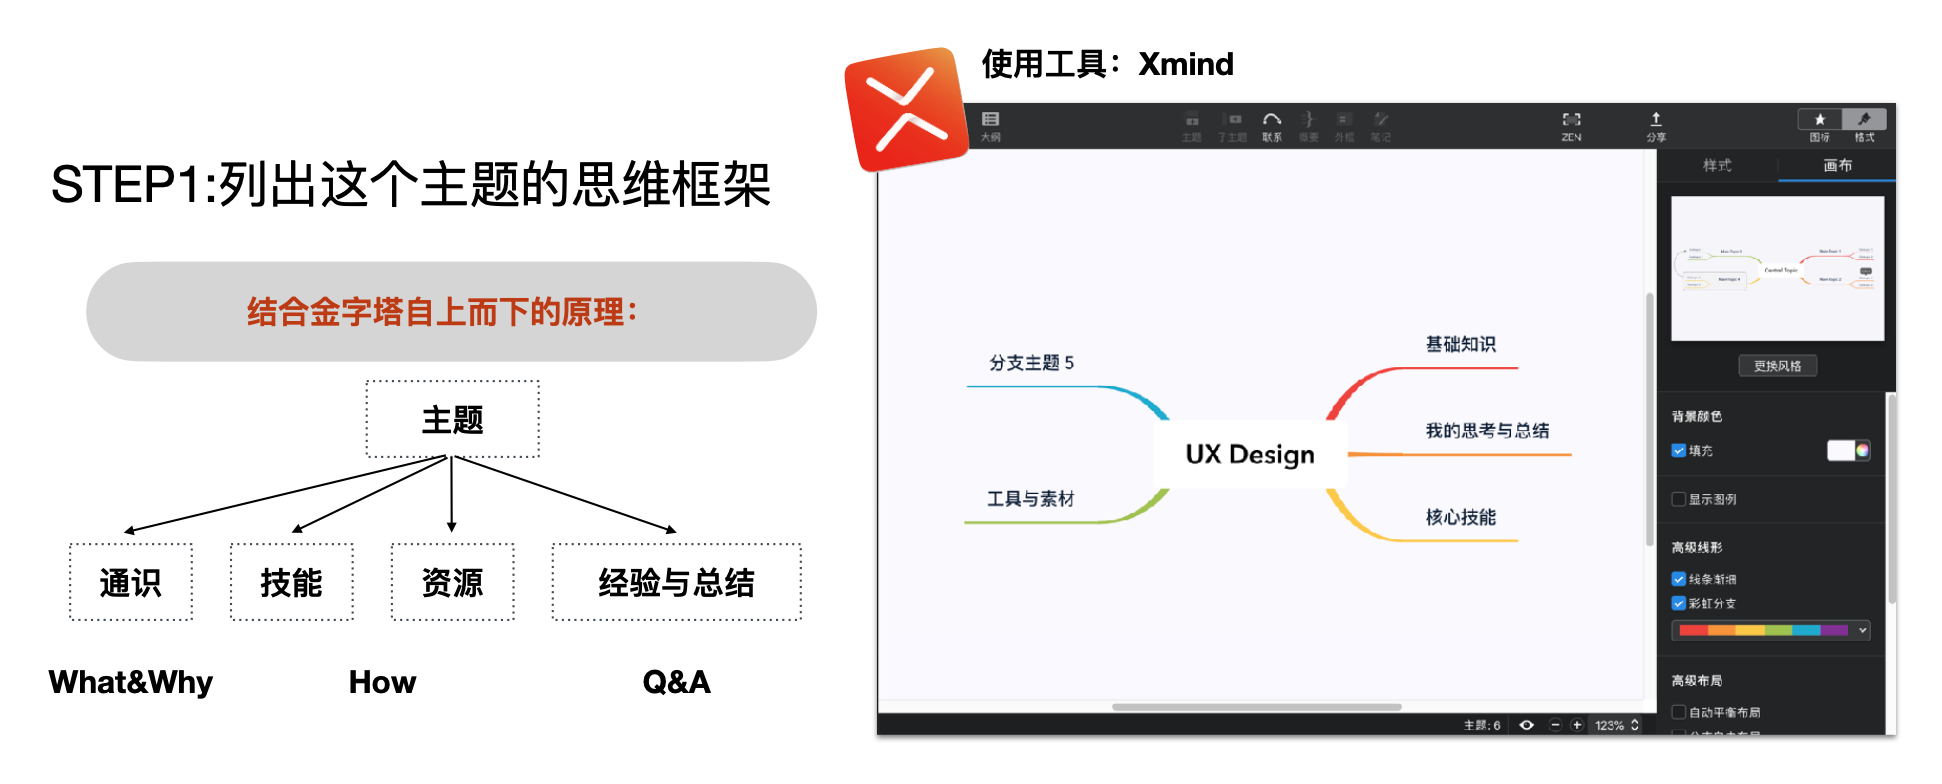 使用工具：Xmind
STEP1:列出这个主题的思维框架
结合金字塔自上而下的原理：
主题
通识
技能
资源
经验与总结
What&Why
How
Q&A
大纲
主题
子主题
联系
概要
外框
笔记
ZEN
分享
图标
格式
样式
画布
Central Topic
更换风格
背景颜色
填充
显示图例
高级线形
线条渐细
彩虹分支
高级布局
自动平衡布局
分支主题 5
工具与素材
UX Design
基础知识
我的思考与总结
核心技能
主题: 6
123%